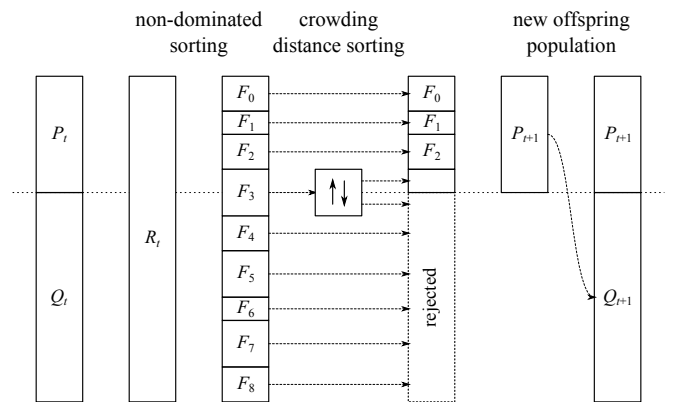 non-dominated
sorting
crowding
distance sorting
new offspring
population
P_t
Q_t
R_t
F_0
F_1
F_2
F_3
F_4
F_5
F_6
F_7
F_8
F_0
F_1
F_2
rejected
P_{t+1}
P_{t+1}
Q_{t+1}